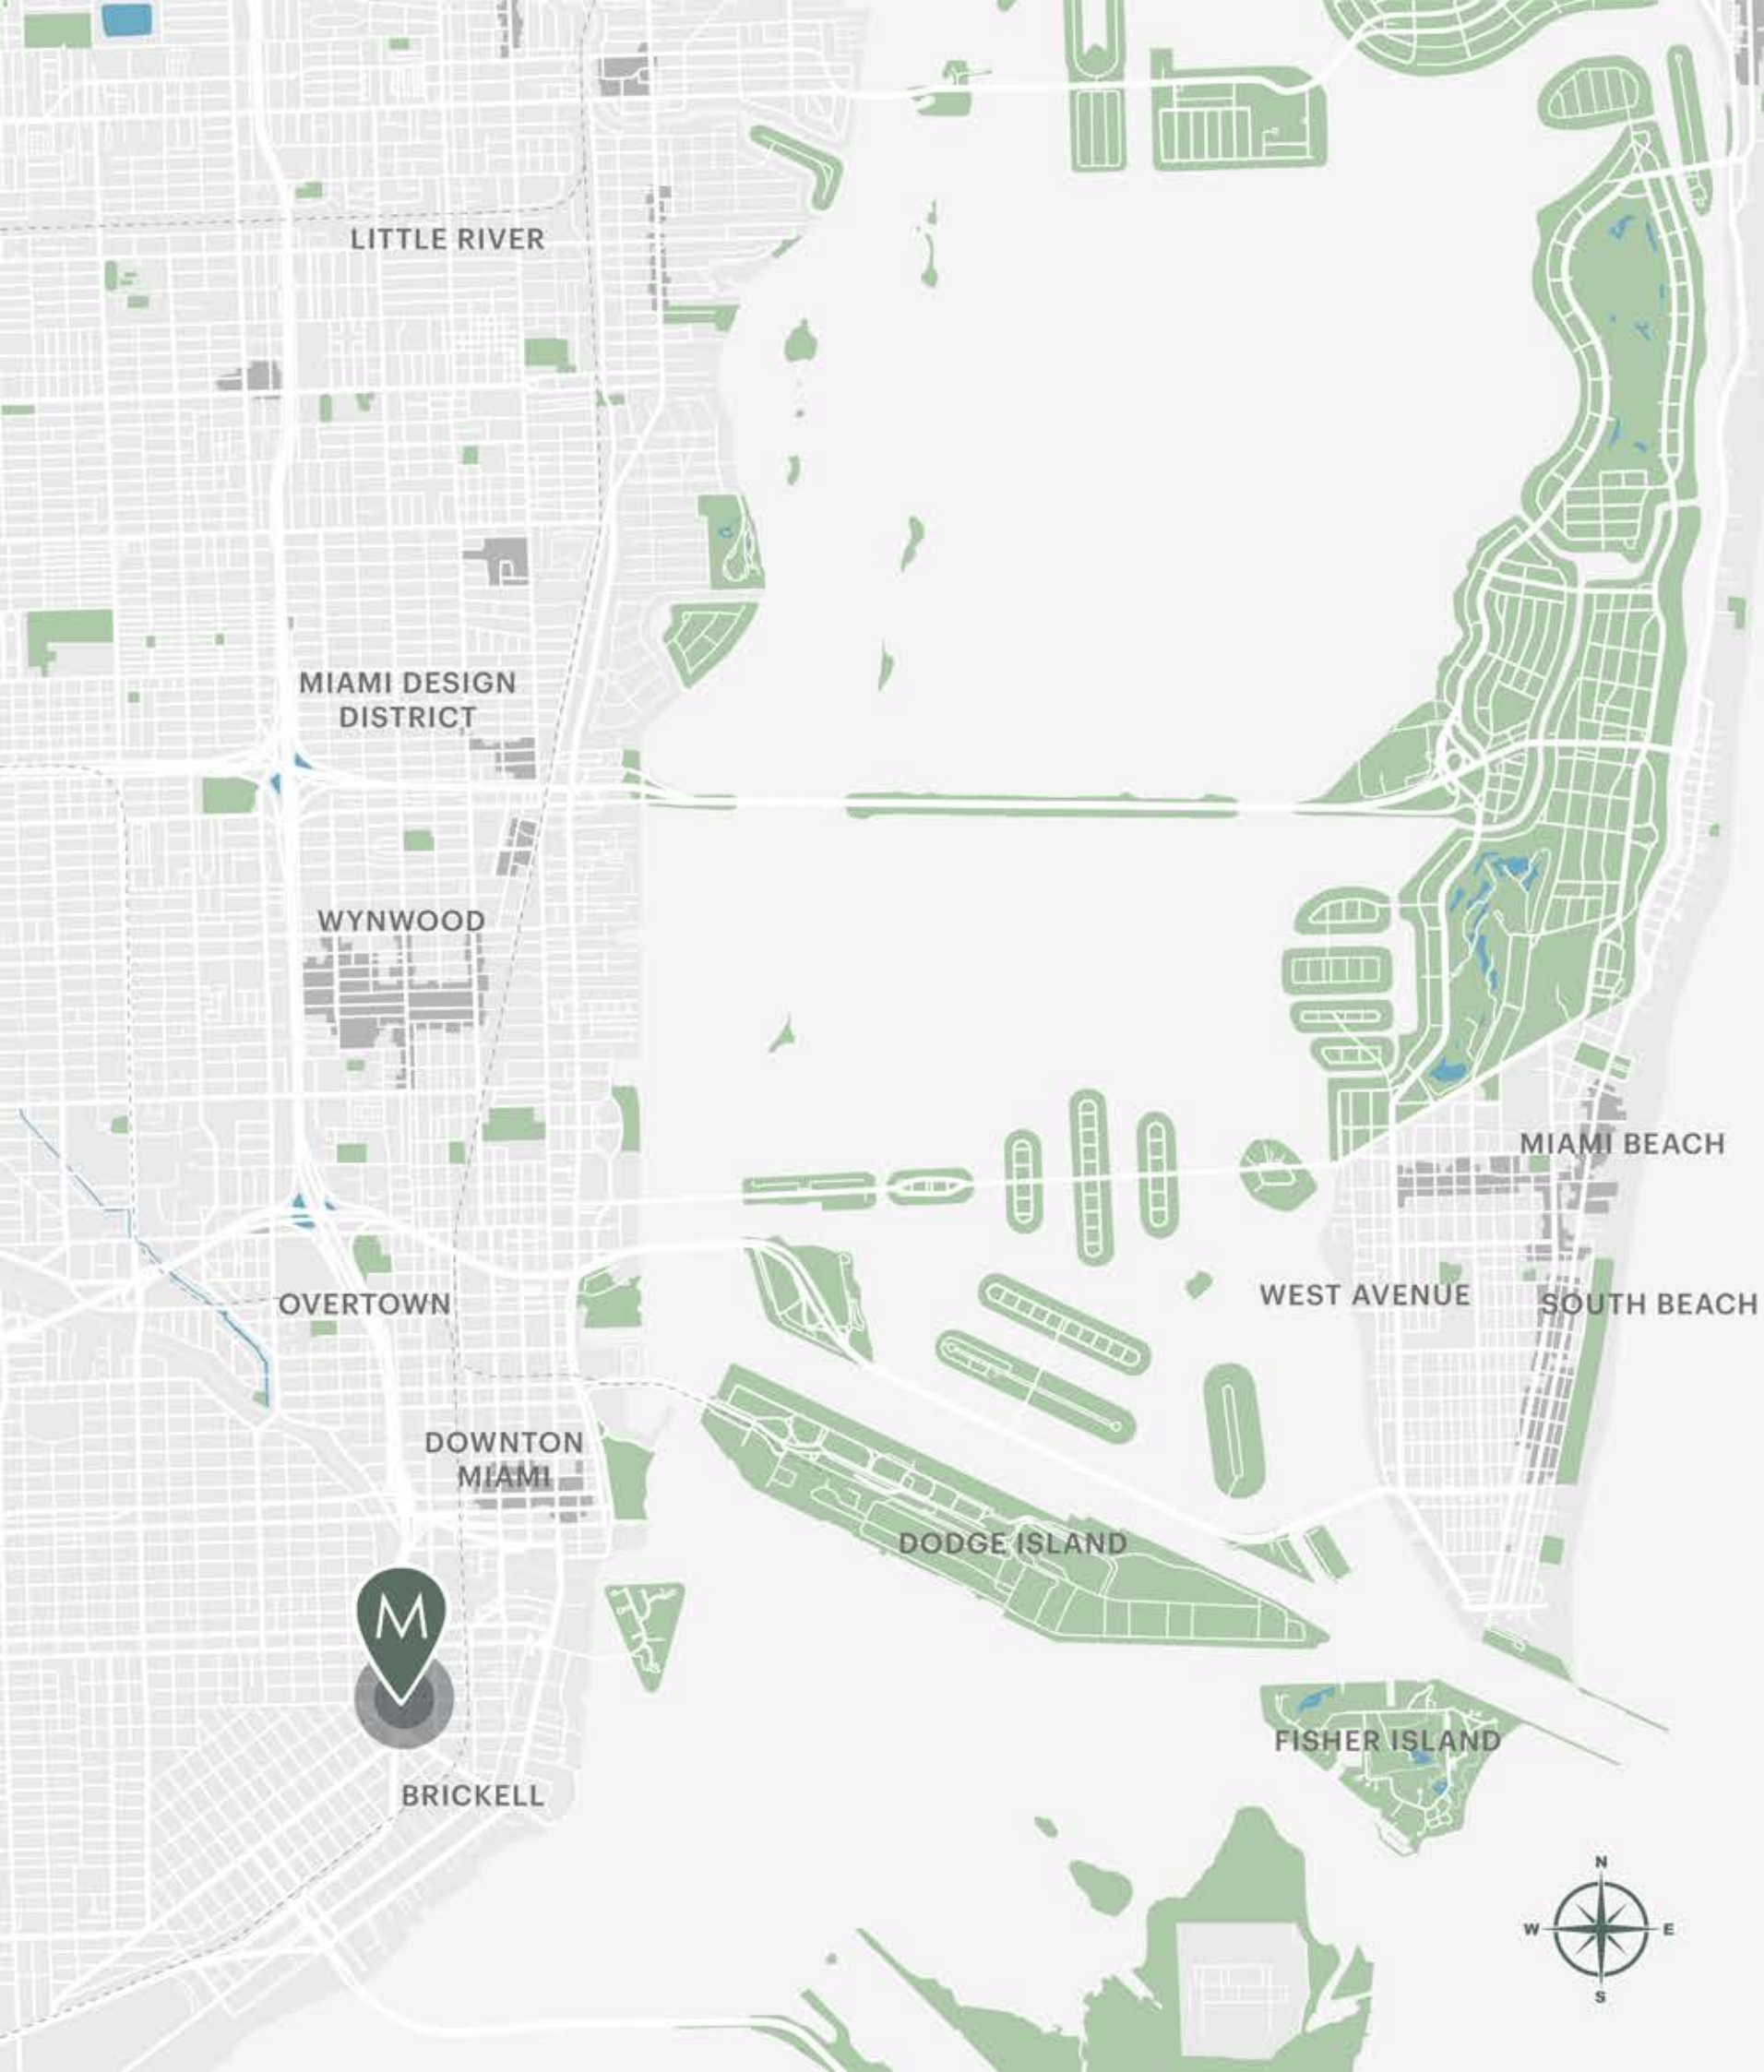 LITTLE RIVER
MIAMI DESIGN
DISTRICT
WYNWOOD
MIAMI BEACH
WEST AVENUE
SOUTH BEACH
OVERTOWN
DOWNTON
MIAMI
DODGE ISLAND
M
FISHER ISLAND
BRICKELL
N
W
E
S